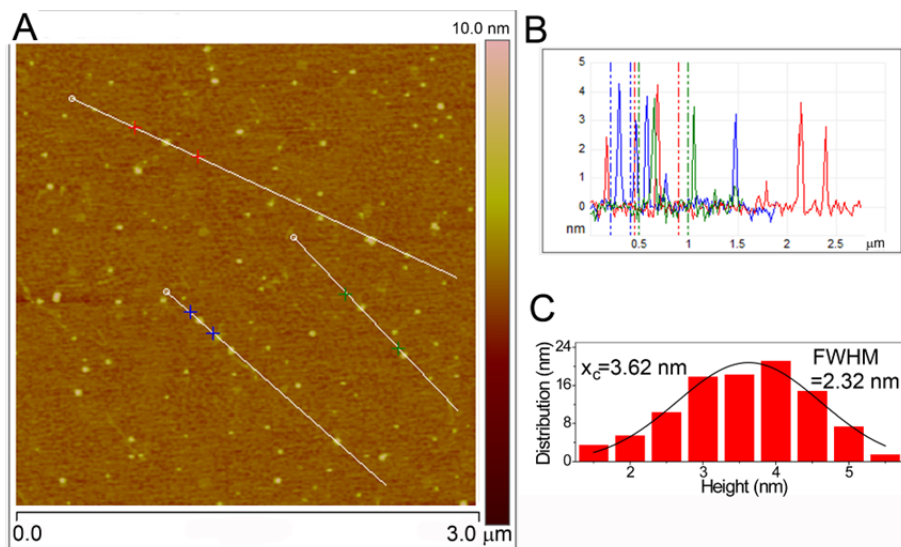 A
10.0 nm
0.0
3.0
μm
B
5
4
3
2
1
0
nm
0.5
1
1.5
2
2.5
μm
C
24
16
8
0
Distribution (nm)
x_c=3.62 nm
FWHM
=2.32 nm
2
3
4
5
Height (nm)